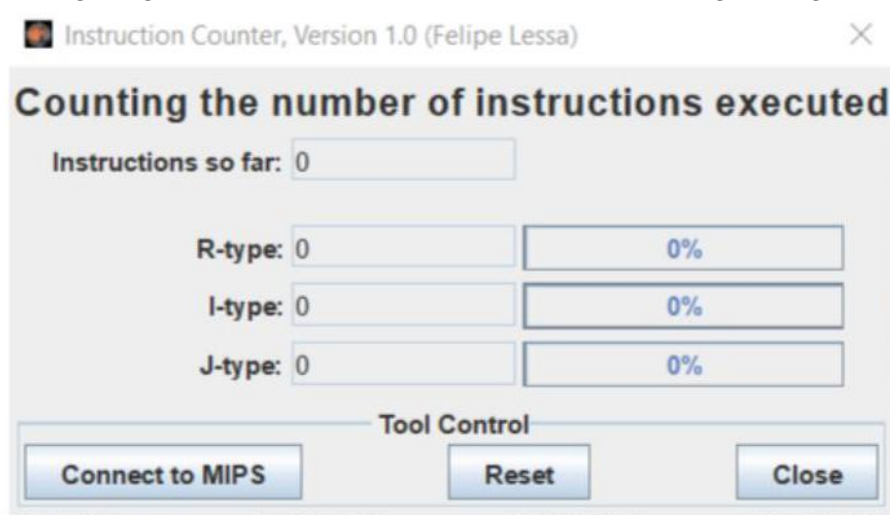 Instruction Counter, Version 1.0 (Felipe Lessa)
Counting the number of instructions executed
Instructions so far: 0
R-type: 0 0%
I-type: 0 0%
J-type: 0 0%
Tool Control
Connect to MIPS Reset Close